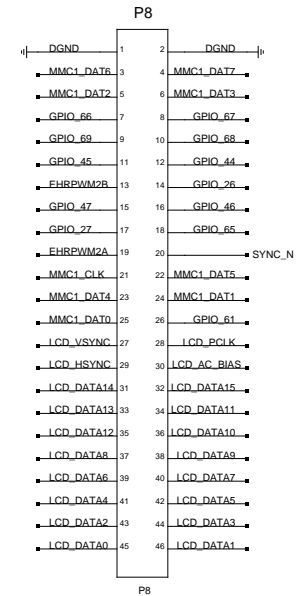 P8
DGND 1 2 DGND
MMC1_DAT6 3 4 MMC1_DAT7
MMC1_DAT2 5 6 MMC1_DAT3
GPIO_66 7 8 GPIO_67
GPIO_69 9 10 GPIO_68
GPIO_45 11 12 GPIO_44
EHRPWM2B 13 14 GPIO_26
GPIO_47 15 16 GPIO_46
GPIO_27 17 18 GPIO_65
EHRPWM2A 19 20 SYNC_N
MMC1_CLK 21 22 MMC1_DAT5
MMC1_DAT4 23 24 MMC1_DAT1
MMC1_DAT0 25 26 GPIO_61
LCD_VSYNC 27 28 LCD_PCLK
LCD_HSYNC 29 30 LCD_AC_BIAS
LCD_DATA14 31 32 LCD_DATA15
LCD_DATA13 33 34 LCD_DATA11
LCD_DATA12 35 36 LCD_DATA10
LCD_DATA8 37 38 LCD_DATA9
LCD_DATA6 39 40 LCD_DATA7
LCD_DATA4 41 42 LCD_DATA5
LCD_DATA2 43 44 LCD_DATA3
LCD_DATA0 45 46 LCD_DATA1
P8